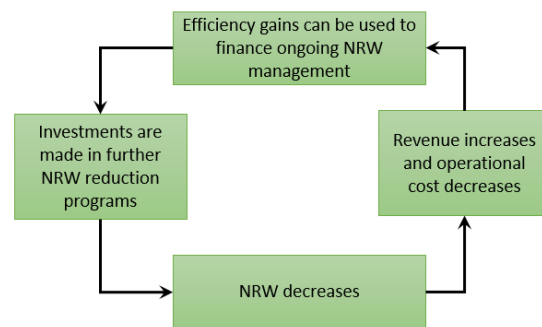 Efficiency gains can be used to
finance ongoing NRW
management
Investments are
made in further
NRW reduction
programs
Revenue increases
and operational
cost decreases
NRW decreases